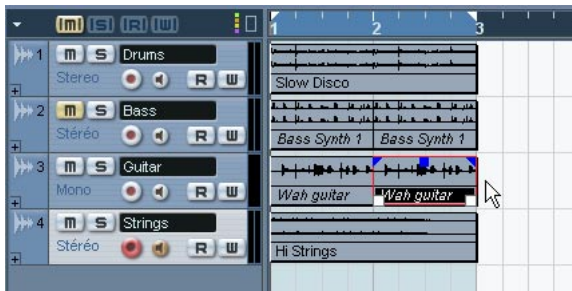 m S R W
1 2 3
1 m S Drums
Stereo R W
Slow Disco
2 m S Bass
Stéréo R W
Bass Synth 1 Bass Synth 1
3 m S Guitar
Mono R W
Wah guitar Wah guitar
4 m S Strings
Stéréo R W
Hi Strings